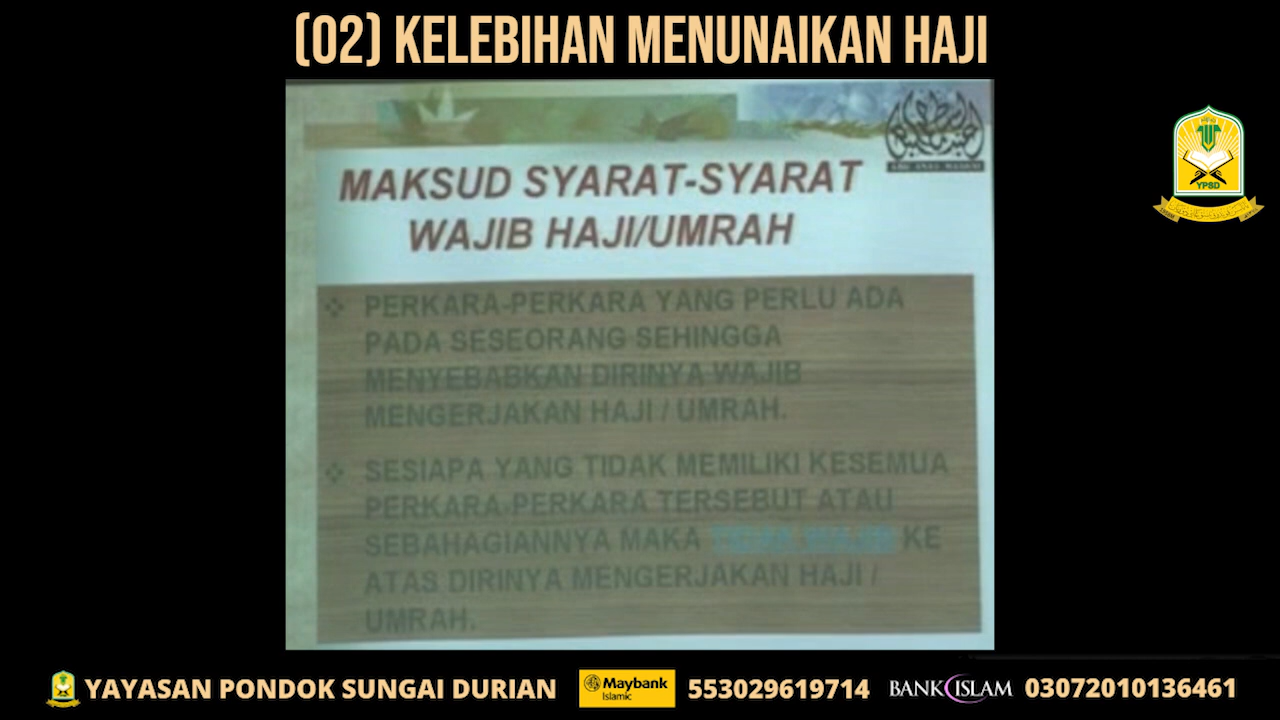 (02) KELEBIHAN MENUNAIKAN HAJI
MAKSUD SYARAT-SYARAT
WAJIB HAJI/UMRAH
PERKARA-PERKARA YANG PERLU ADA
PADA SESEORANG SEHINGGA
MENYEBABKAN DIRINYA WAJIB
MENGERJAKAN HAJI / UMRAH.
SESIAPA YANG TIDAK MEMILIKI KESEMUA
PERKARA-PERKARA TERSEBUT ATAU
SEBAHAGIANNYA MAKA TIDAK WAJIB KE
ATAS DIRINYA MENGERJAKAN HAJI /
UMRAH.
YPSD
YAYASAN PONDOK SUNGAI DURIAN
Maybank
Islamic
553029619714
BANK ISLAM
03072010136461